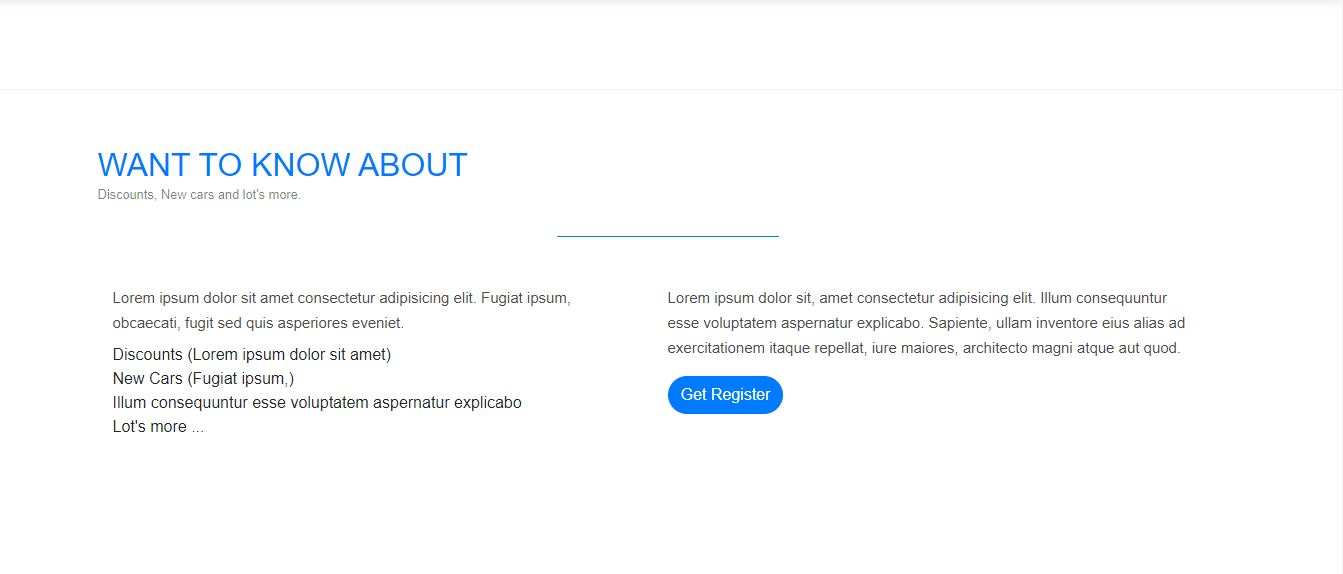 WANT TO KNOW ABOUT
Discounts, New cars and lot's more.
Lorem ipsum dolor sit amet consectetur adipisicing elit. Fugiat ipsum,
obcaecati, fugit sed quis asperiores eveniet.
Discounts (Lorem ipsum dolor sit amet)
New Cars (Fugiat ipsum,)
Illum consequuntur esse voluptatem aspernatur explicabo
Lot's more ...
Lorem ipsum dolor sit, amet consectetur adipisicing elit. Illum consequuntur
esse voluptatem aspernatur explicabo. Sapiente, ullam inventore eius alias ad
exercitationem itaque repellat, iure maiores, architecto magni atque aut quod.
Get Register